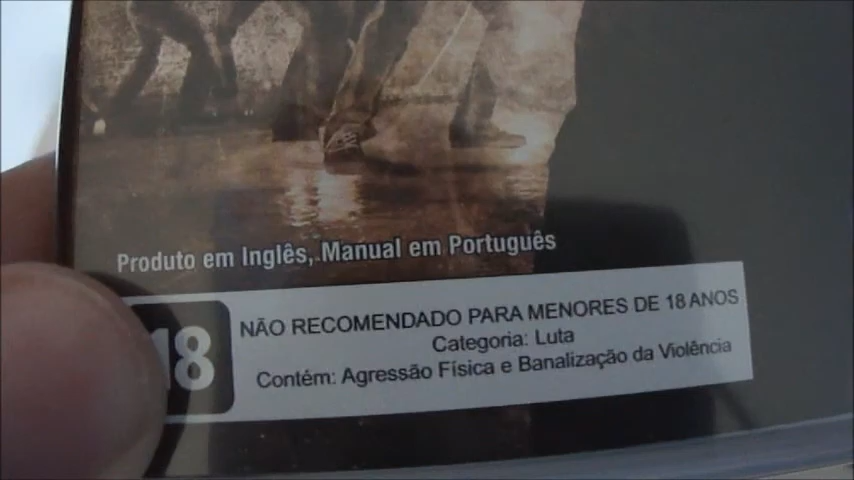 Produto em Inglês, Manual em Português
18
NÃO RECOMENDADO PARA MENORES DE 18 ANOS
Categoria: Luta
Contém: Agressão Física e Banalização da Violência